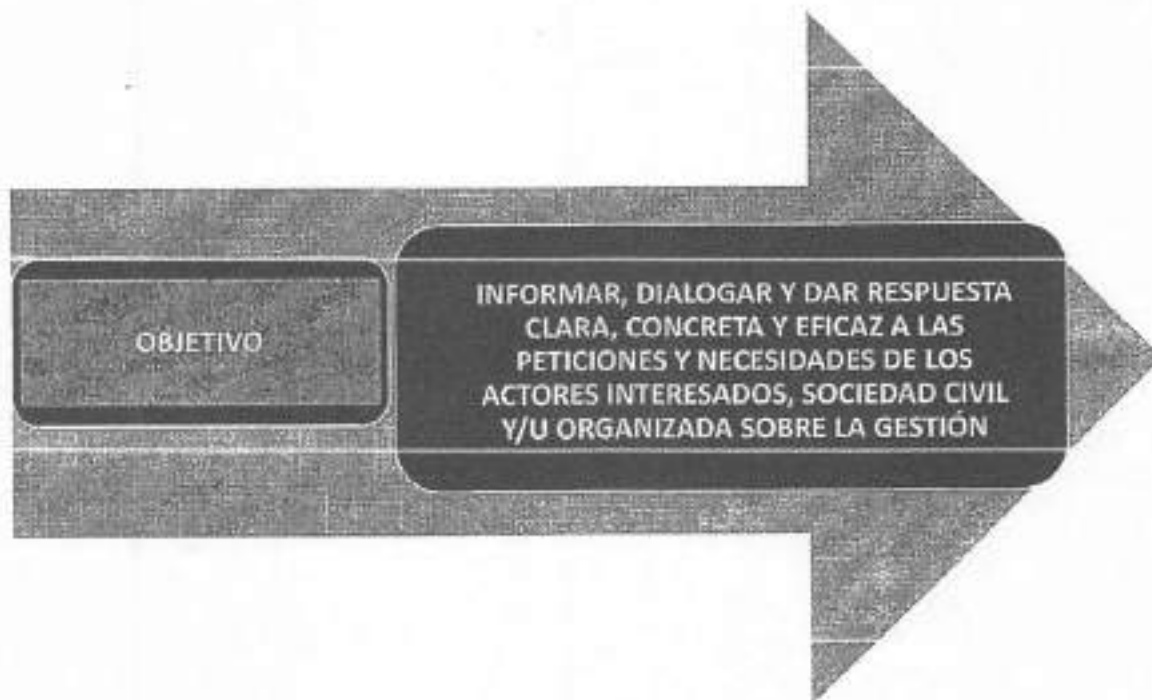 OBJETIVO
INFORMAR, DIALOGAR Y DAR RESPUESTA
CLARA, CONCRETA Y EFICAZ A LAS
PETICIONES Y NECESIDADES DE LOS
ACTORES INTERESADOS, SOCIEDAD CIVIL
Y/U ORGANIZADA SOBRE LA GESTIÓN